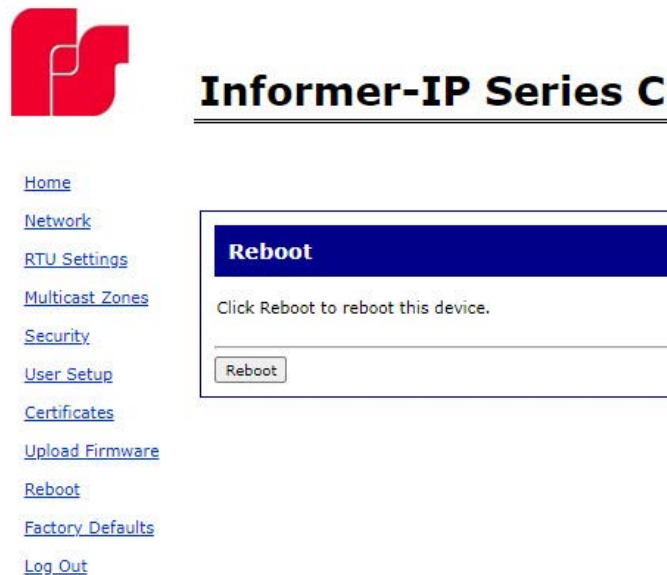 Informer-IP Series C
Home
Network
RTU Settings
Multicast Zones
Security
User Setup
Certificates
Upload Firmware
Reboot
Factory Defaults
Log Out
Reboot
Click Reboot to reboot this device.
Reboot